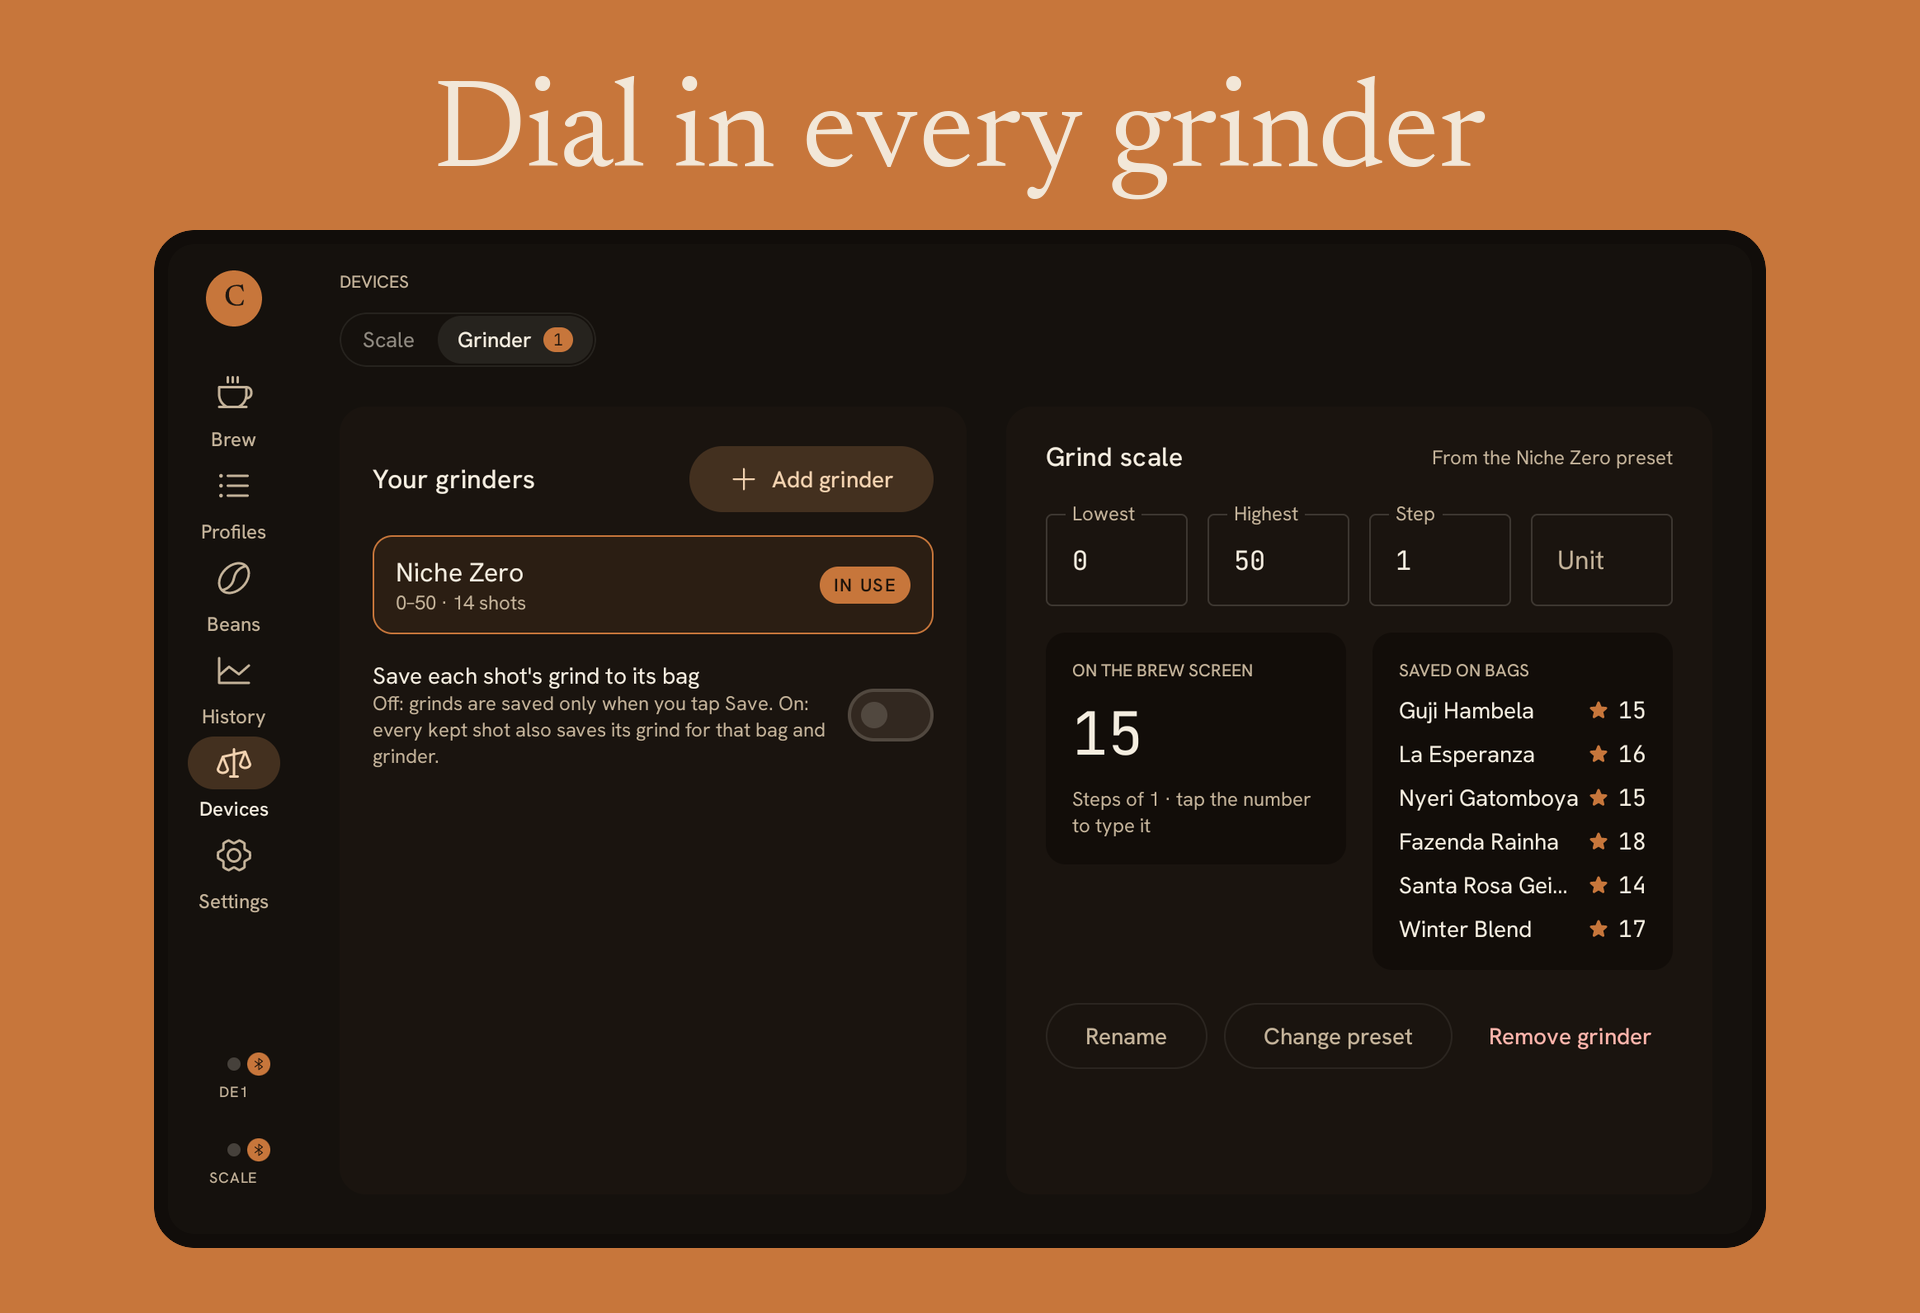 Dial in every grinder
C
Brew
Profiles
Beans
History
Devices
Settings
DE1
SCALE
DEVICES
Scale
Grinder 1
Your grinders
Add grinder
Niche Zero
0–50 · 14 shots
IN USE
Save each shot's grind to its bag
Off: grinds are saved only when you tap Save. On:
every kept shot also saves its grind for that bag and
grinder.
Grind scale
From the Niche Zero preset
Lowest
0
Highest
50
Step
1
Unit
ON THE BREW SCREEN
15
Steps of 1 · tap the number
to type it
SAVED ON BAGS
Guji Hambela ★ 15
La Esperanza ★ 16
Nyeri Gatomboya ★ 15
Fazenda Rainha ★ 18
Santa Rosa Gei... ★ 14
Winter Blend ★ 17
Rename
Change preset
Remove grinder